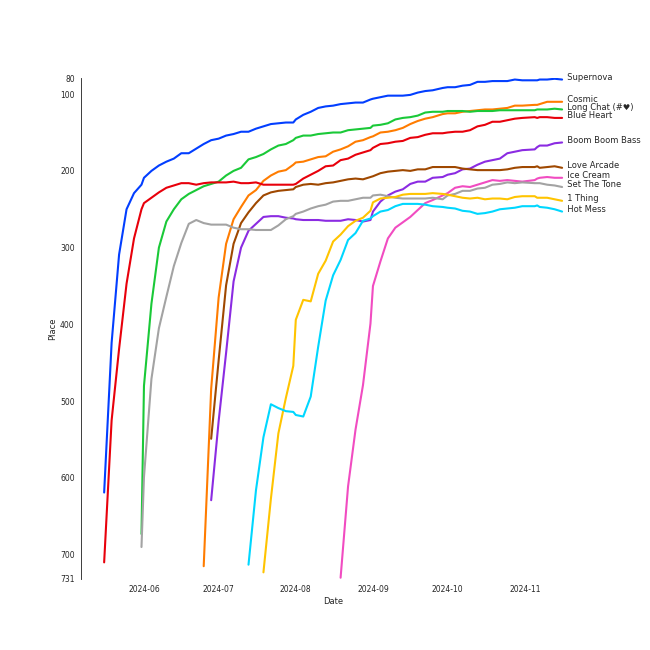 80
100
200
300
400
500
600
700
731
Place
2024-06
2024-07
2024-08
2024-09
2024-10
2024-11
Date
Supernova
Cosmic
Long Chat (#♥)
Blue Heart
Boom Boom Bass
Love Arcade
Ice Cream
Set The Tone
1 Thing
Hot Mess